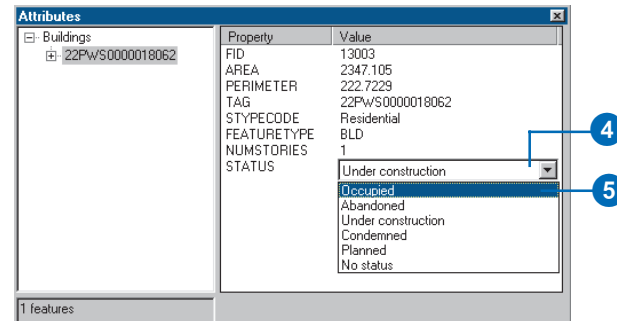 Attributes
Buildings
22PWS0000018062
Property Value
FID 13003
AREA 2347.105
PERIMETER 222.7229
TAG 22PWS0000018062
STYPECODE Residential
FEATURETYPE BLD
NUMSTORIES 1
STATUS Under construction
4
Occupied
5
Abandoned
Under construction
Condemned
Planned
No status
1 features